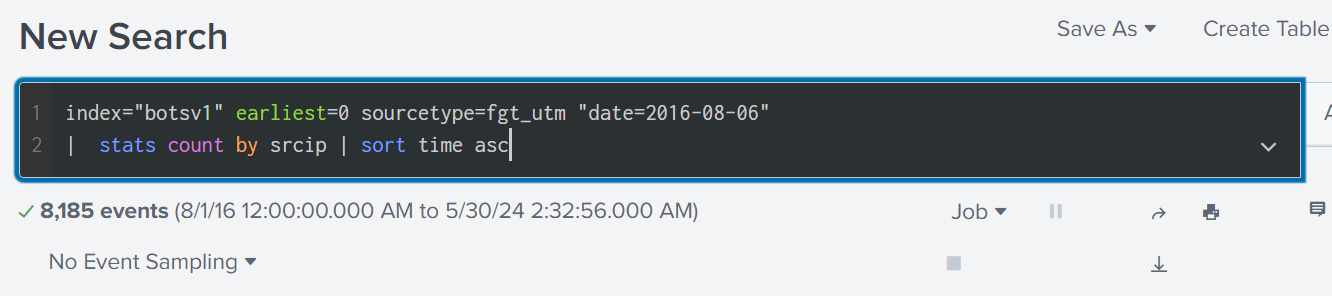 New Search
Save As
Create Table
1 index="botsv1" earliest=0 sourcetype=fgt_utm "date=2016-08-06"
2 | stats count by srcip | sort time asc
8,185 events (8/1/16 12:00:00.000 AM to 5/30/24 2:32:56.000 AM)
Job
No Event Sampling